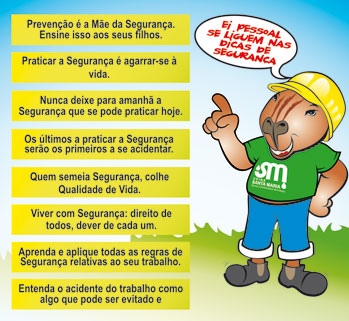 Prevenção é a Mãe da Segurança.
Ensine isso aos seus filhos.
Praticar a Segurança é agarrar-se à
vida.
Nunca deixe para amanhã a
Segurança que se pode praticar hoje.
Os últimos a praticar a Segurança
serão os primeiros a se acidentar.
Quem semeia Segurança, colhe
Qualidade de Vida.
Viver com Segurança: direito de
todos, dever de cada um.
Aprenda e aplique todas as regras de
Segurança relativas ao seu trabalho.
Entenda o acidente do trabalho como
algo que pode ser evitado e
EI PESSOAL
SE LIGUEM NAS
DICAS DE
SEGURANCA
sm
SANTA MARIA